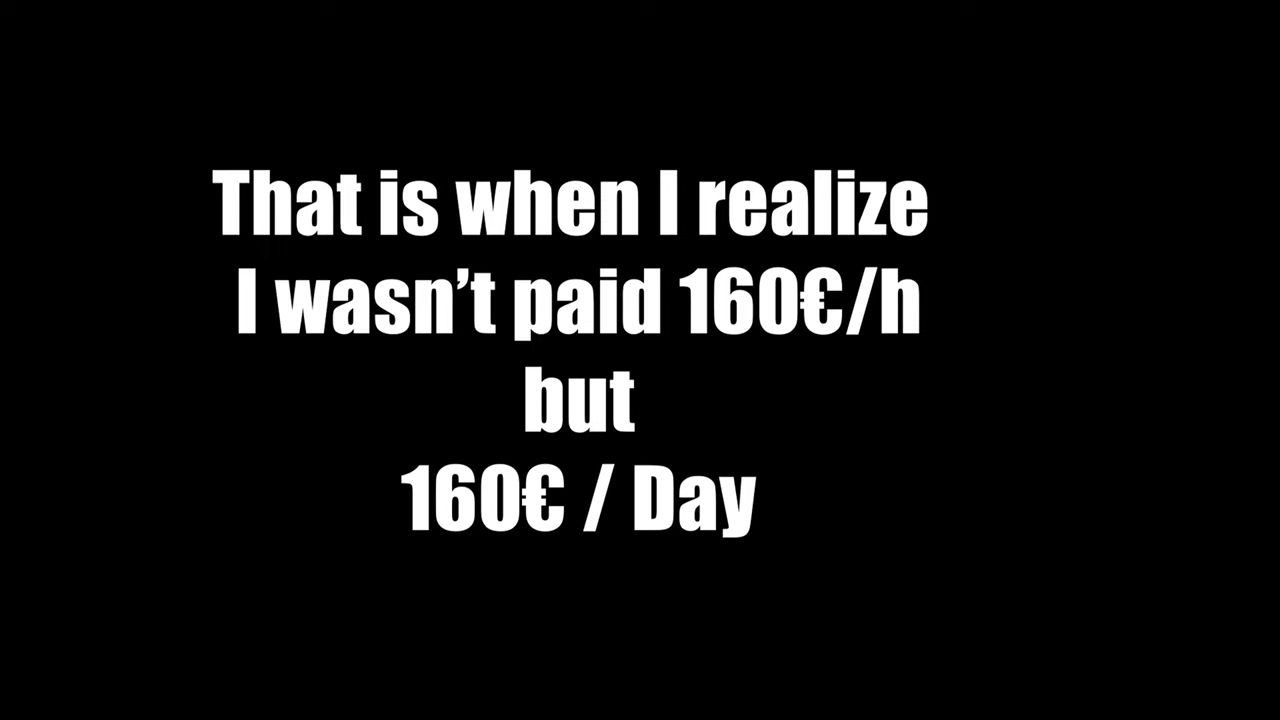 That is when I realize
I wasn’t paid 160€/h
but
160€ / Day